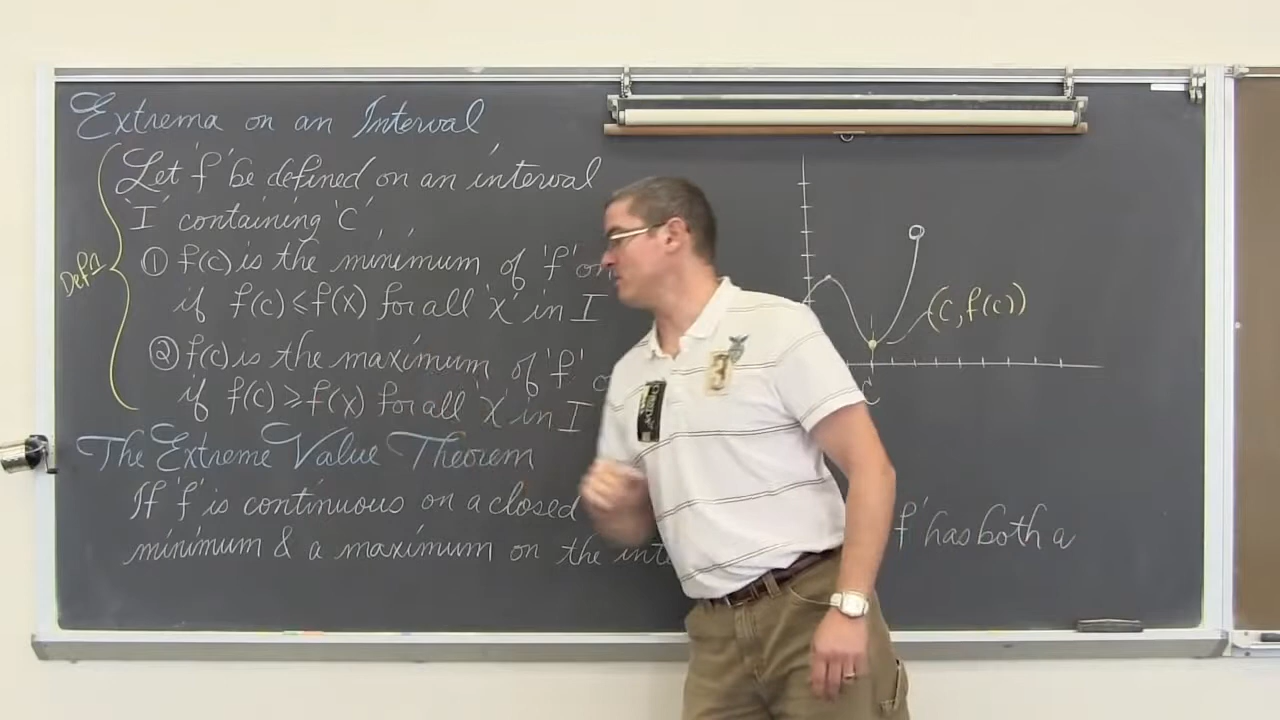 Extrema on an Interval
Let 'f' be defined on an interval
'I' containing 'C'
Defn
① f(c) is the minimum of 'f' on
if f(c) ≤ f(x) for all 'x' in I
② f(c) is the maximum of 'f'
if f(c) ≥ f(x) for all 'x' in I
The Extreme Value Theorem
If 'f' is continuous on a closed f' has both a
minimum & a maximum on the
(C, f(c))
C